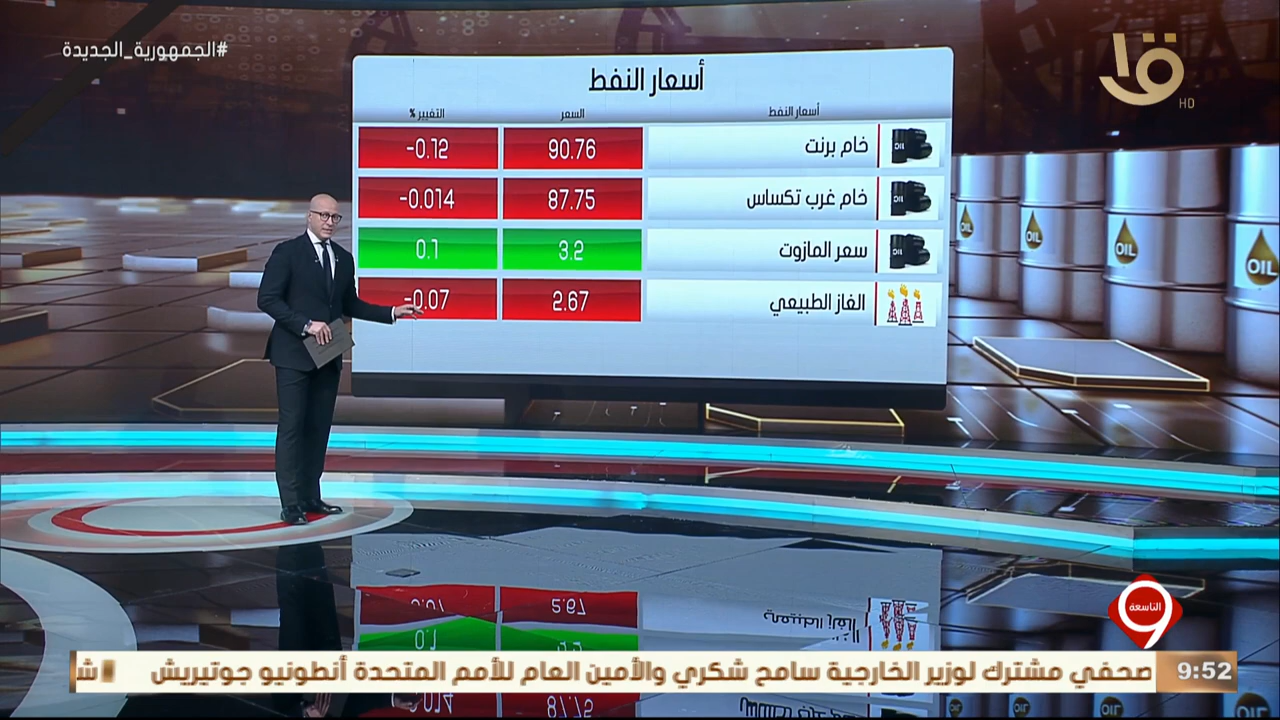 #الجمهورية_الجديدة
HD
أسعار النفط
أسعار النفط السعر التغيير %
خام برنت 90.76 -0.12
خام غرب تكساس 87.75 -0.014
سعر المازوت 3.2 0.1
الغاز الطبيعي 2.67 -0.07
OIL
OIL
OIL
OIL
التاسعة
9
9:52 صحفي مشترك لوزير الخارجية سامح شكري والأمين العام للأمم المتحدة أنطونيو جوتيريش